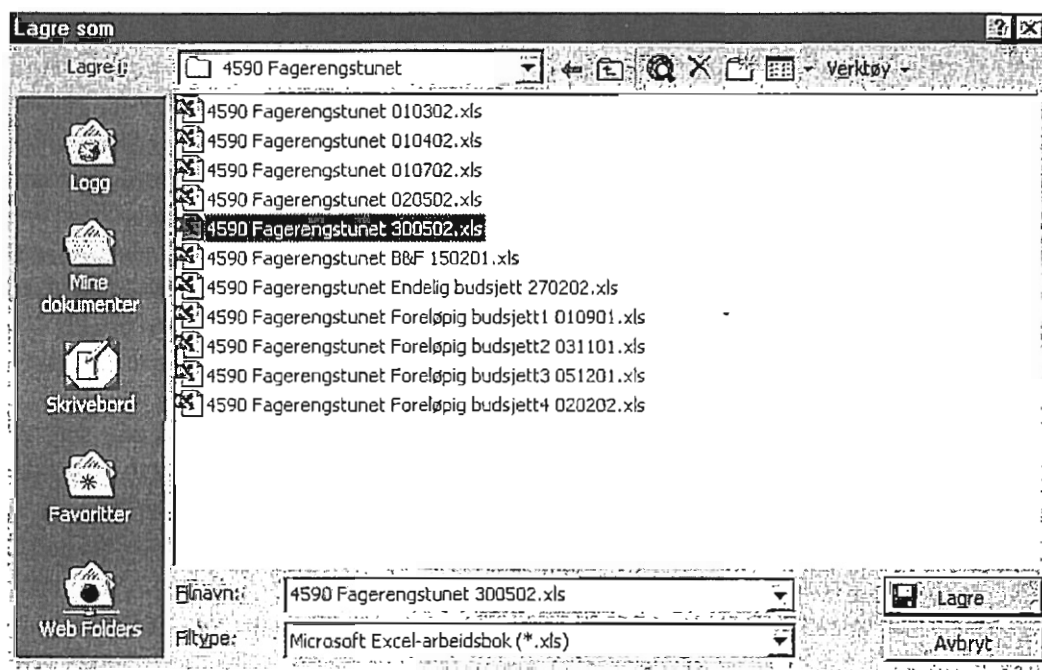 Lagre som
Lagre i:
4590 Fagerengstunet
Verktøy
4590 Fagerengstunet 010302.xls
4590 Fagerengstunet 010402.xls
4590 Fagerengstunet 010702.xls
4590 Fagerengstunet 020502.xls
4590 Fagerengstunet 300502.xls
4590 Fagerengstunet B&F 150201.xls
4590 Fagerengstunet Endelig budsjett 270202.xls
4590 Fagerengstunet Foreløpig budsjett1 010901.xls
4590 Fagerengstunet Foreløpig budsjett2 031101.xls
4590 Fagerengstunet Foreløpig budsjett3 051201.xls
4590 Fagerengstunet Foreløpig budsjett4 020202.xls
Logg
Mine
dokumenter
Skrivebord
Favoritter
Web Folders
Filnavn: 4590 Fagerengstunet 300502.xls
Lagre
Filtype: Microsoft Excel-arbeidsbok (*.xls)
Avbryt